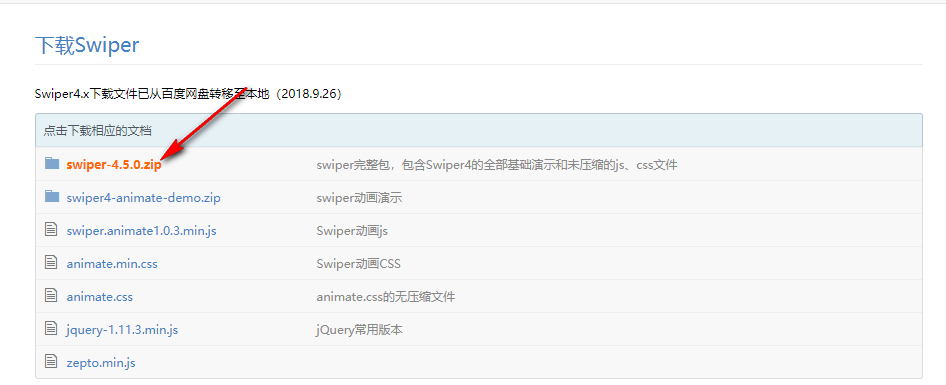 下载Swiper
Swiper4.x下载文件已从百度网盘转移至本地（2018.9.26）
点击下载相应的文档
swiper-4.5.0.zip swiper完整包，包含Swiper4的全部基础演示和未压缩的js、css文件
swiper4-animate-demo.zip swiper动画演示
swiper.animate1.0.3.min.js Swiper动画js
animate.min.css Swiper动画CSS
animate.css animate.css的无压缩文件
jquery-1.11.3.min.js jQuery常用版本
zepto.min.js